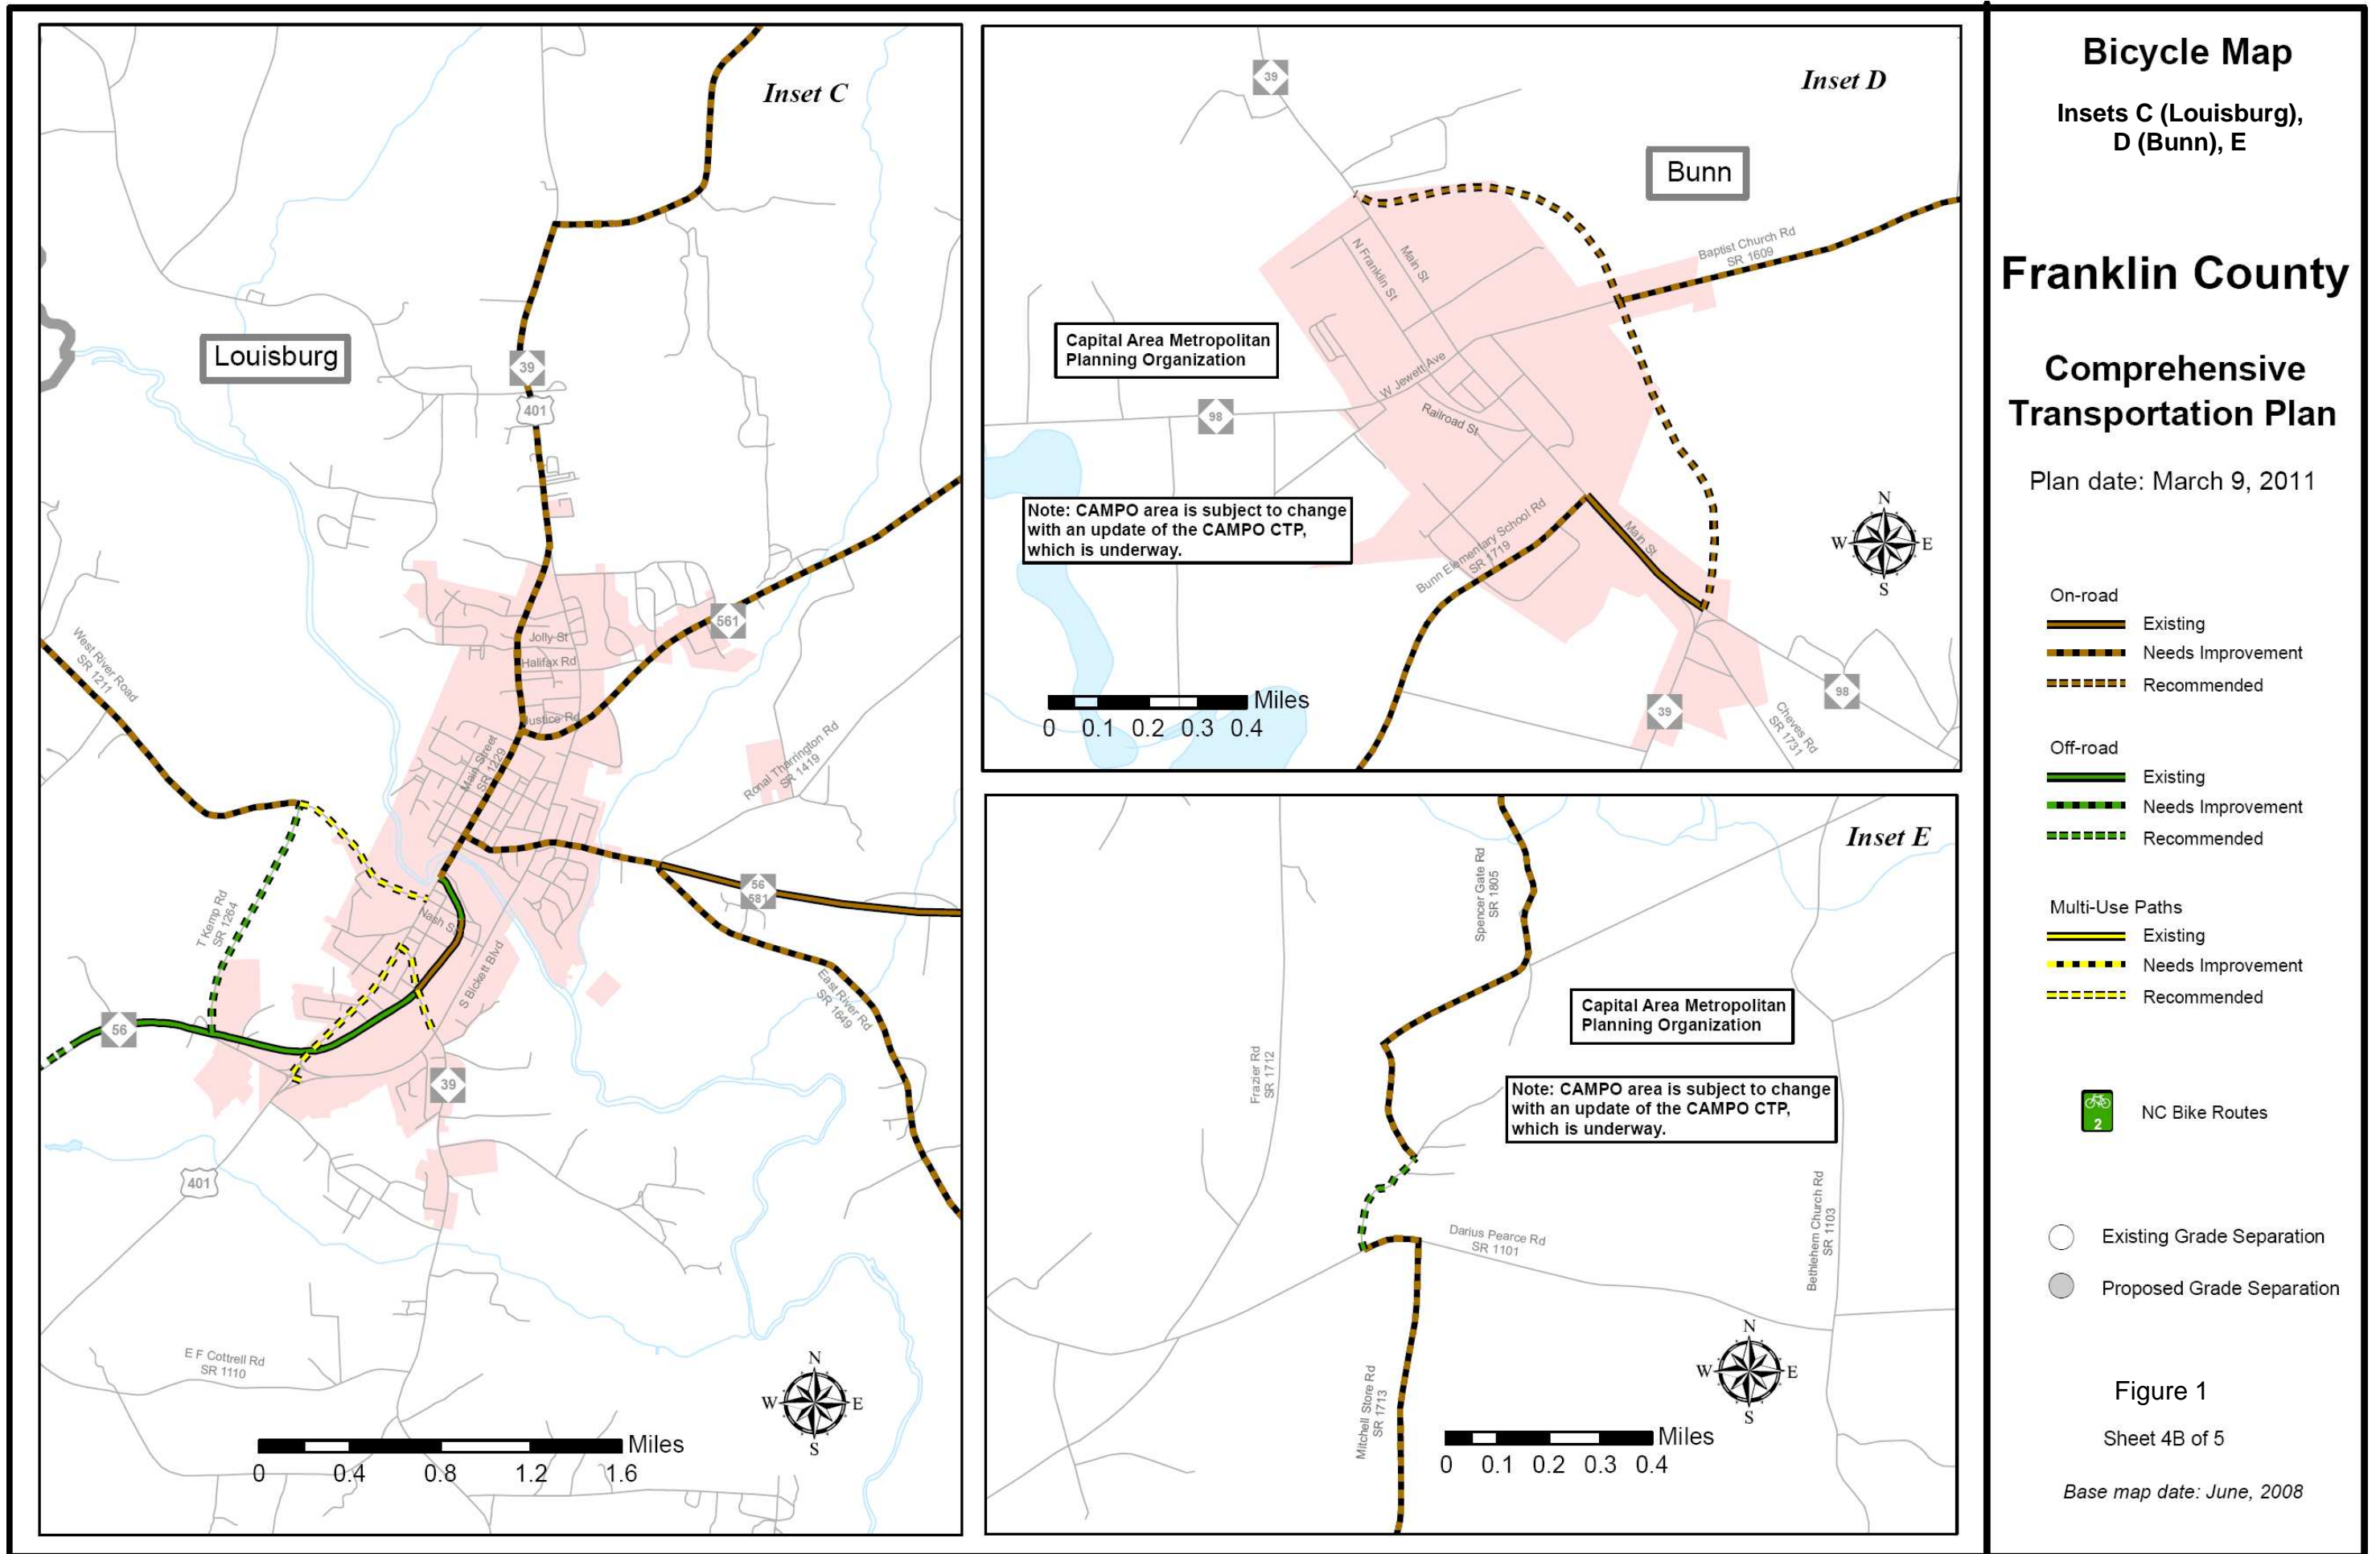 Inset C
Louisburg
39
401
561
Jolly St
Halifax Rd
Justice Rd
Main Street
SR 1229
West River Road
SR 1211
Ronal Tharrington Rd
SR 1419
56
581
T Kemp Rd
SR 1264
Nash St
S Bickett Blvd
East River Rd
SR 1649
56
39
401
E F Cottrell Rd
SR 1110
Miles
0 0.4 0.8 1.2 1.6
N
W E
S
Inset D
39
Bunn
Baptist Church Rd
SR 1609
N Franklin St
Main St
Capital Area Metropolitan
Planning Organization
W Jewett Ave
98
Railroad St
Note: CAMPO area is subject to change
with an update of the CAMPO CTP,
which is underway.
Bunn Elementary School Rd
SR 1719
Main St
N
W E
S
98
39
Cheves Rd
SR 1731
Miles
0 0.1 0.2 0.3 0.4
Inset E
Spencer Gate Rd
SR 1805
Capital Area Metropolitan
Planning Organization
Frazier Rd
SR 1712
Note: CAMPO area is subject to change
with an update of the CAMPO CTP,
which is underway.
Darius Pearce Rd
SR 1101
Bethlehem Church Rd
SR 1103
Mitchell Store Rd
SR 1713
N
W E
S
Miles
0 0.1 0.2 0.3 0.4
Bicycle Map
Insets C (Louisburg),
D (Bunn), E
Franklin County
Comprehensive
Transportation Plan
Plan date: March 9, 2011
On-road
Existing
Needs Improvement
Recommended
Off-road
Existing
Needs Improvement
Recommended
Multi-Use Paths
Existing
Needs Improvement
Recommended
2
NC Bike Routes
Existing Grade Separation
Proposed Grade Separation
Figure 1
Sheet 4B of 5
Base map date: June, 2008